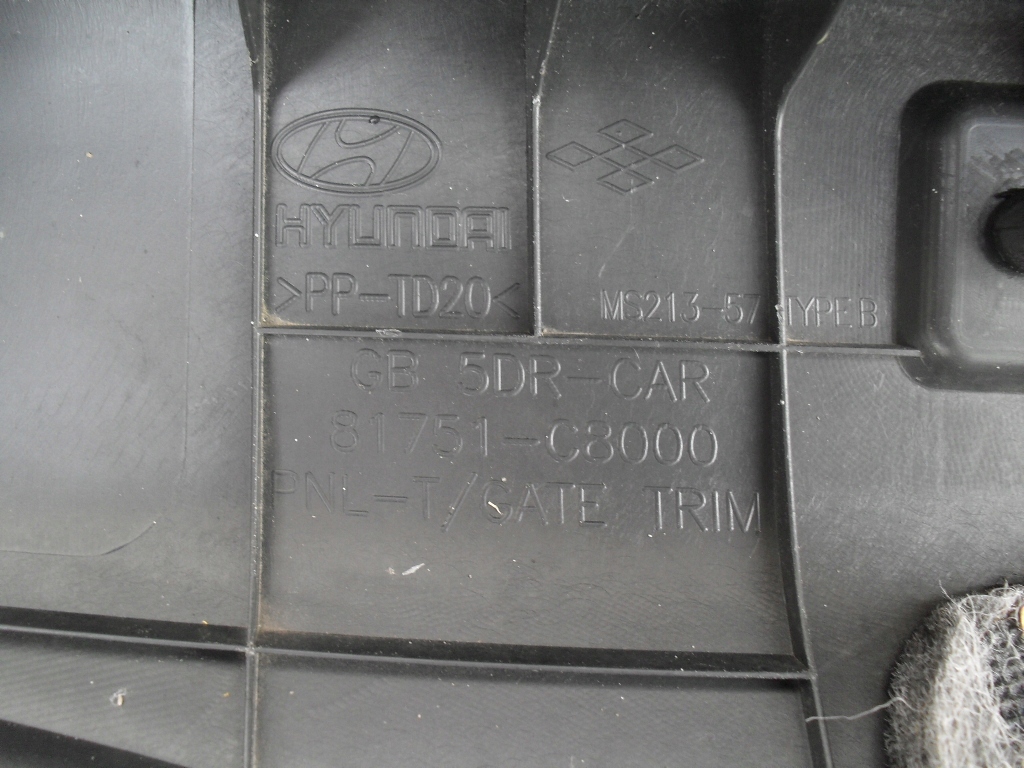 HYUNDAI
>PP-TD20<
MS213-57 TYPE B
GB 5DR-CAR
81751-C8000
PNL-T/GATE TRIM